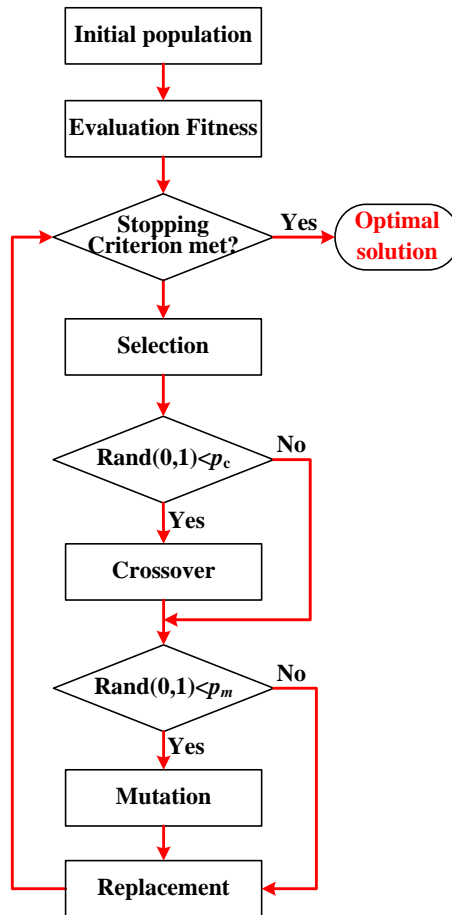 Initial population
Evaluation Fitness
Stopping
Criterion met?
Yes
Optimal
solution
Selection
Rand(0,1)<pc
No
Yes
Crossover
Rand(0,1)<pm
No
Yes
Mutation
Replacement